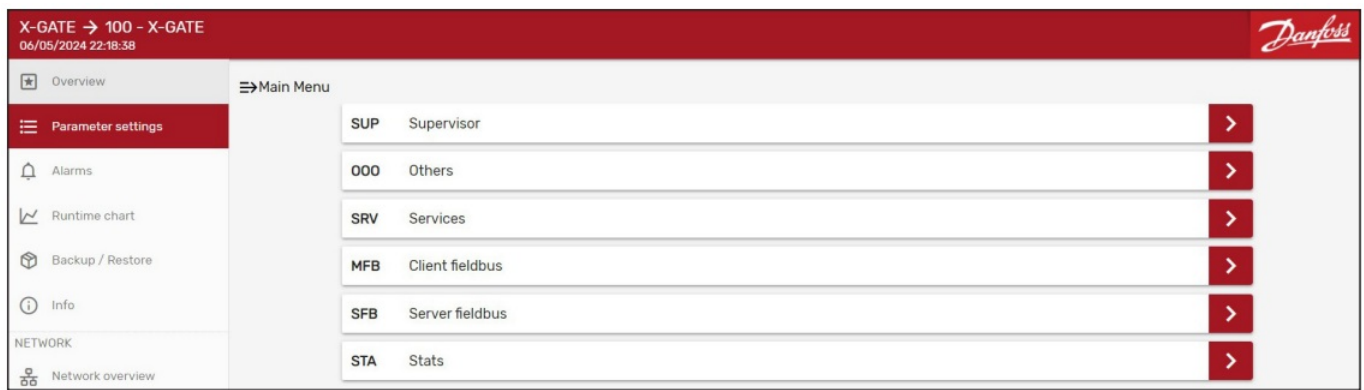 X-GATE → 100 - X-GATE
06/05/2024 22:18:38
Danfoss
Overview
Parameter settings
Alarms
Runtime chart
Backup / Restore
Info
NETWORK
Network overview
Main Menu
SUP Supervisor
OOO Others
SRV Services
MFB Client fieldbus
SFB Server fieldbus
STA Stats